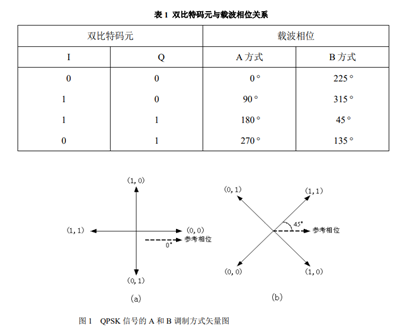 表 1 双比特码元与载波相位关系
双比特码元 载波相位
I Q A 方式 B 方式
0 0 0° 225°
1 0 90° 315°
1 1 180° 45°
0 1 270° 135°
(1,0)
(1,1) (0,0)
参考相位
0°
(0,1)
(a)
(0,1) (1,1)
45°
参考相位
(0,0) (1,0)
(b)
图 1 QPSK 信号的 A 和 B 调制方式矢量图